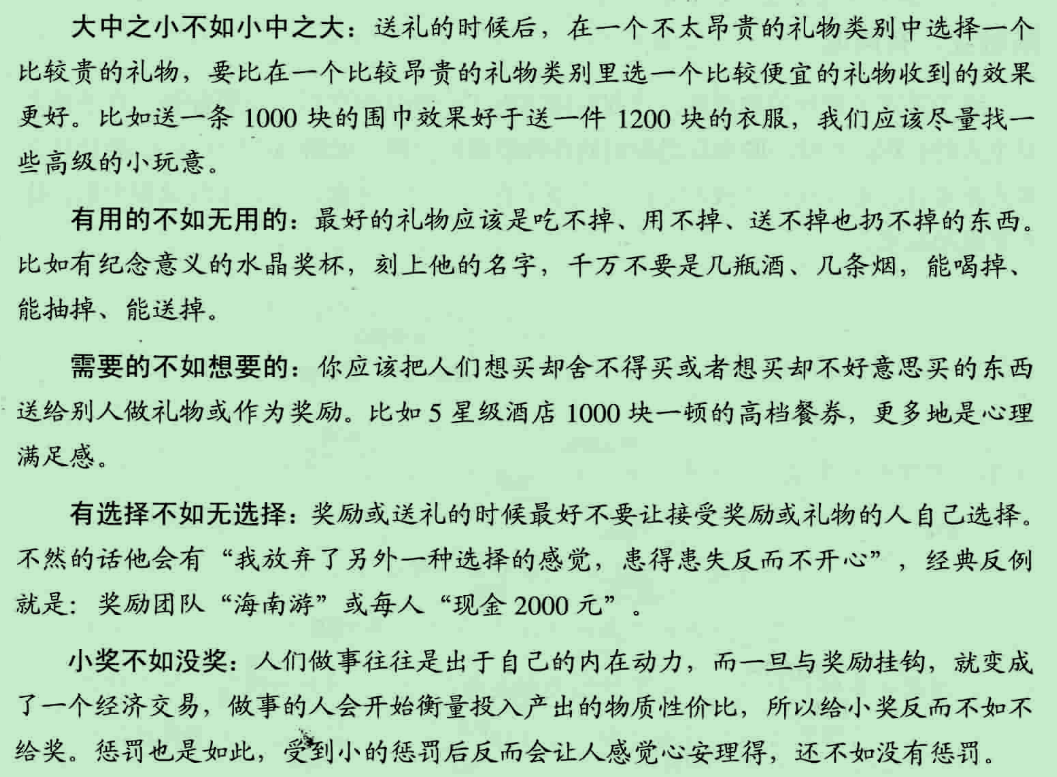 大中之小不如小中之大：送礼的时候后，在一个不太昂贵的礼物类别中选择一个
比较贵的礼物，要比在一个比较昂贵的礼物类别里选一个比较便宜的礼物收到的效果
更好。比如送一条 1000 块的围巾效果好于送一件 1200 块的衣服，我们应该尽量找一
些高级的小玩意。
有用的不如无用的：最好的礼物应该是吃不掉、用不掉、送不掉也扔不掉的东西。
比如有纪念意义的水晶奖杯，刻上他的名字，千万不要是几瓶酒、几条烟，能喝掉、
能抽掉、能送掉。
需要的不如想要的：你应该把人们想买却舍不得买或者想买却不好意思买的东西
送给别人做礼物或作为奖励。比如 5 星级酒店 1000 块一顿的高档餐券，更多地是心理
满足感。
有选择不如无选择：奖励或送礼的时候最好不要让接受奖励或礼物的人自己选择。
不然的话他会有“我放弃了另外一种选择的感觉，患得患失反而不开心”，经典反例
就是：奖励团队“海南游”或每人“现金 2000 元”。
小奖不如没奖：人们做事往往是出于自己的内在动力，而一旦与奖励挂钩，就变成
了一个经济交易，做事的人会开始衡量投入产出的物质性价比，所以给小奖反而不如不
给奖。惩罚也是如此，受到小的惩罚后反而会让人感觉心安理得，还不如没有惩罚。